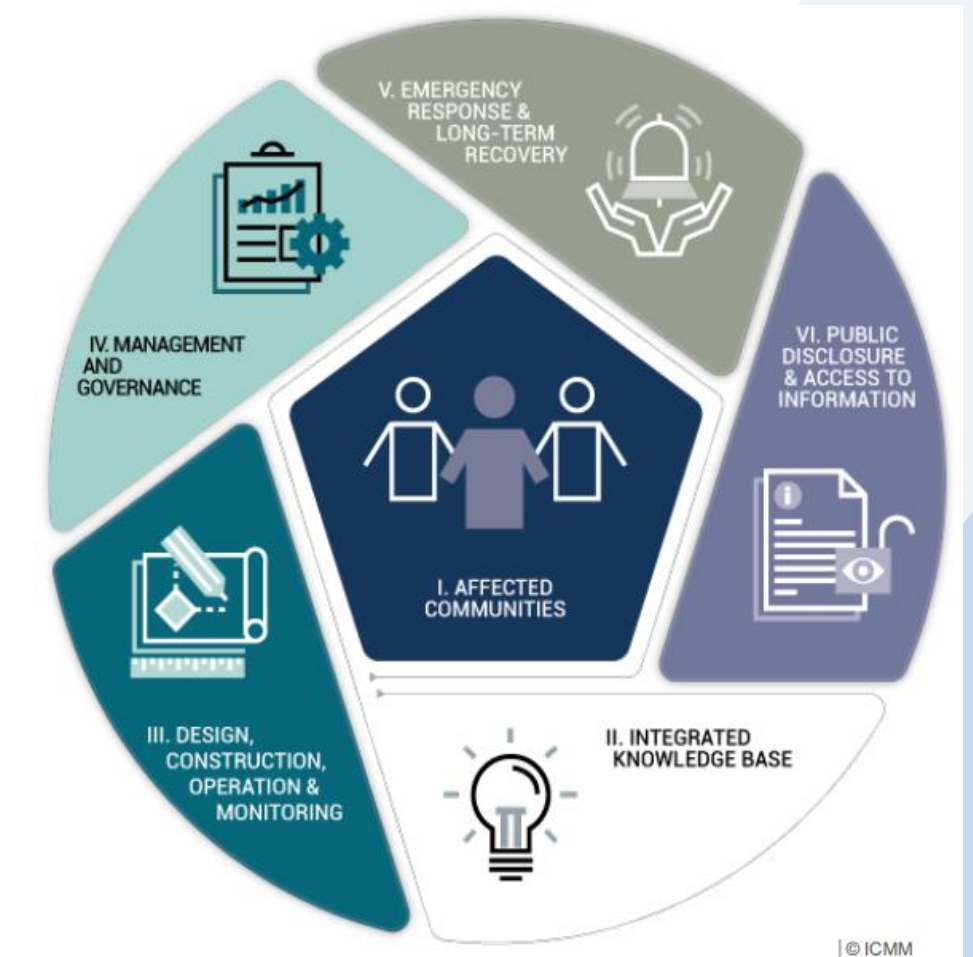 V. EMERGENCY
RESPONSE &
LONG-TERM
RECOVERY
IV. MANAGEMENT
AND
GOVERNANCE
VI. PUBLIC
DISCLOSURE
& ACCESS TO
INFORMATION
i
I. AFFECTED
COMMUNITIES
III. DESIGN,
CONSTRUCTION,
OPERATION &
MONITORING
II. INTEGRATED
KNOWLEDGE BASE
© ICMM